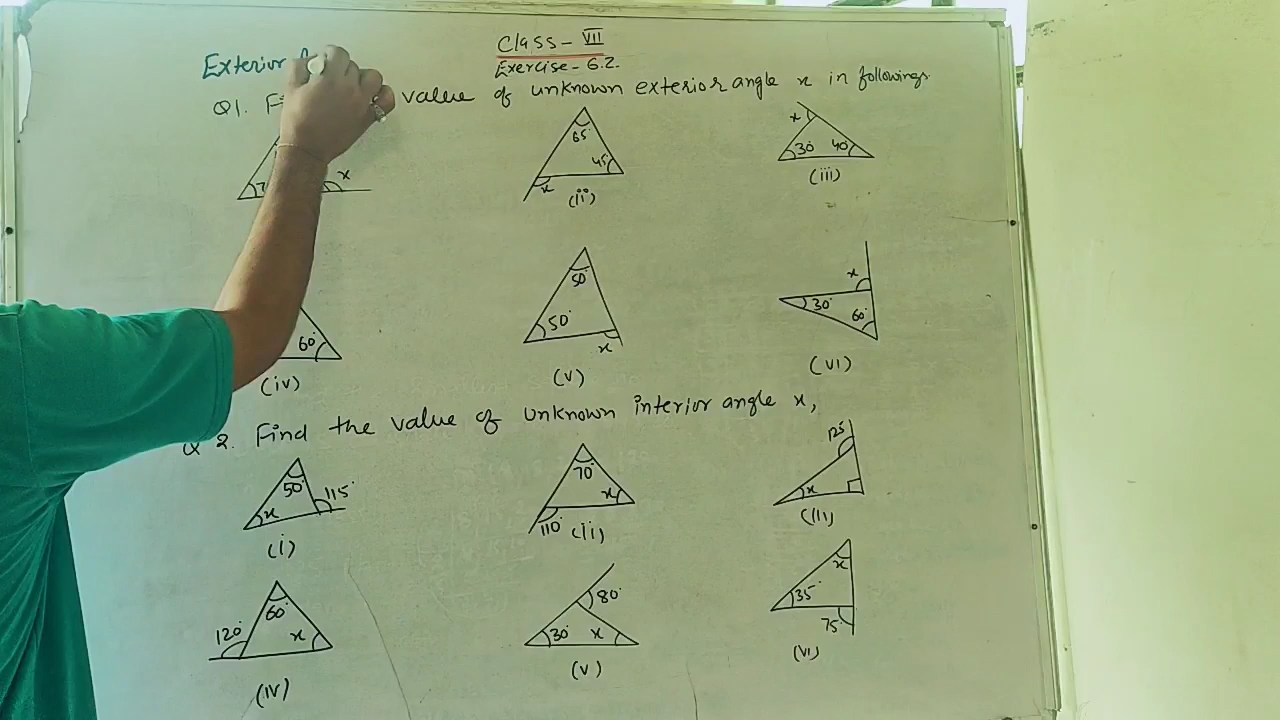 Class - VII
Exercise - 6.2.
Exterior
Q1. value of unknown exterior angle x in followings
x
65° 45° x
(ii)
x 30° 40°
(iii)
60°
(iv)
50° 50° x
(v)
x 30° 60°
(vi)
Q 2. Find the value of unknown interior angle x,
50° x 115°
(i)
70° x 110°
(ii)
125° x
(iii)
120° 60° x
(iv)
80° 30° x
(v)
x 35° 75°
(vi)